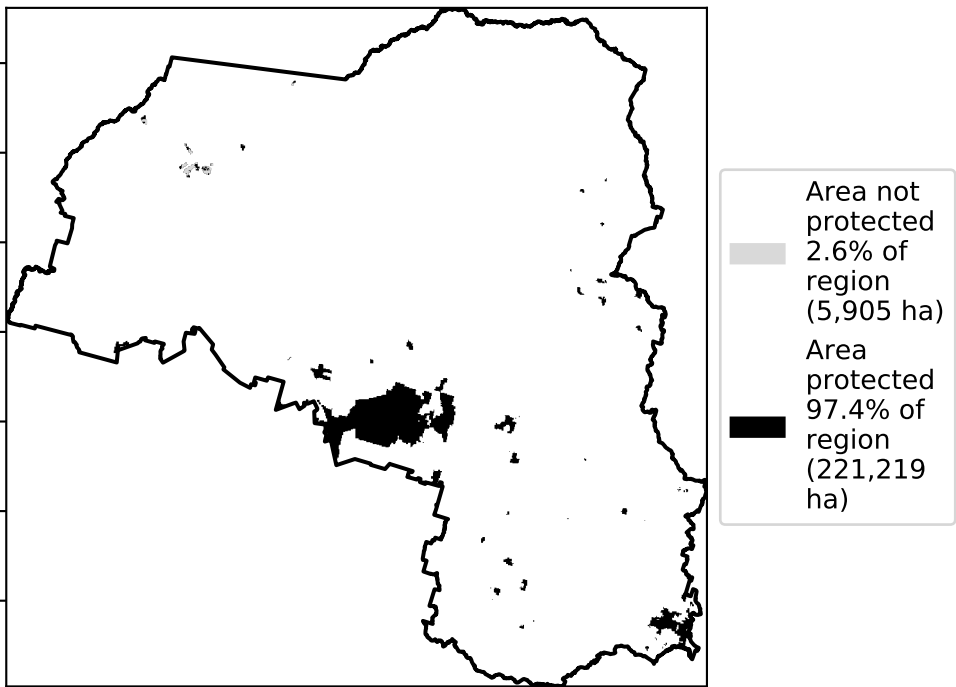 Area not
protected
2.6% of
region
(5,905 ha)
Area
protected
97.4% of
region
(221,219
ha)